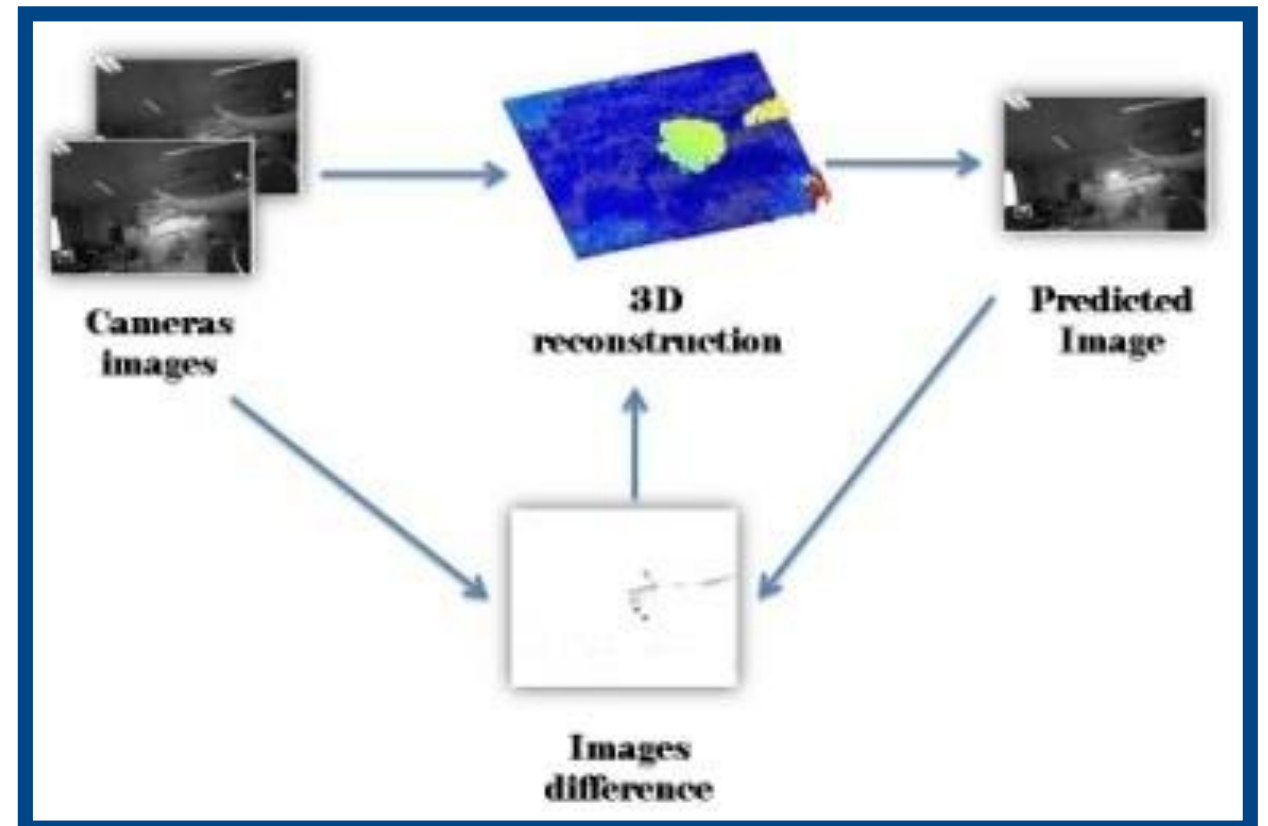 Cameras
images
3D
reconstruction
Predicted
Image
Images
difference